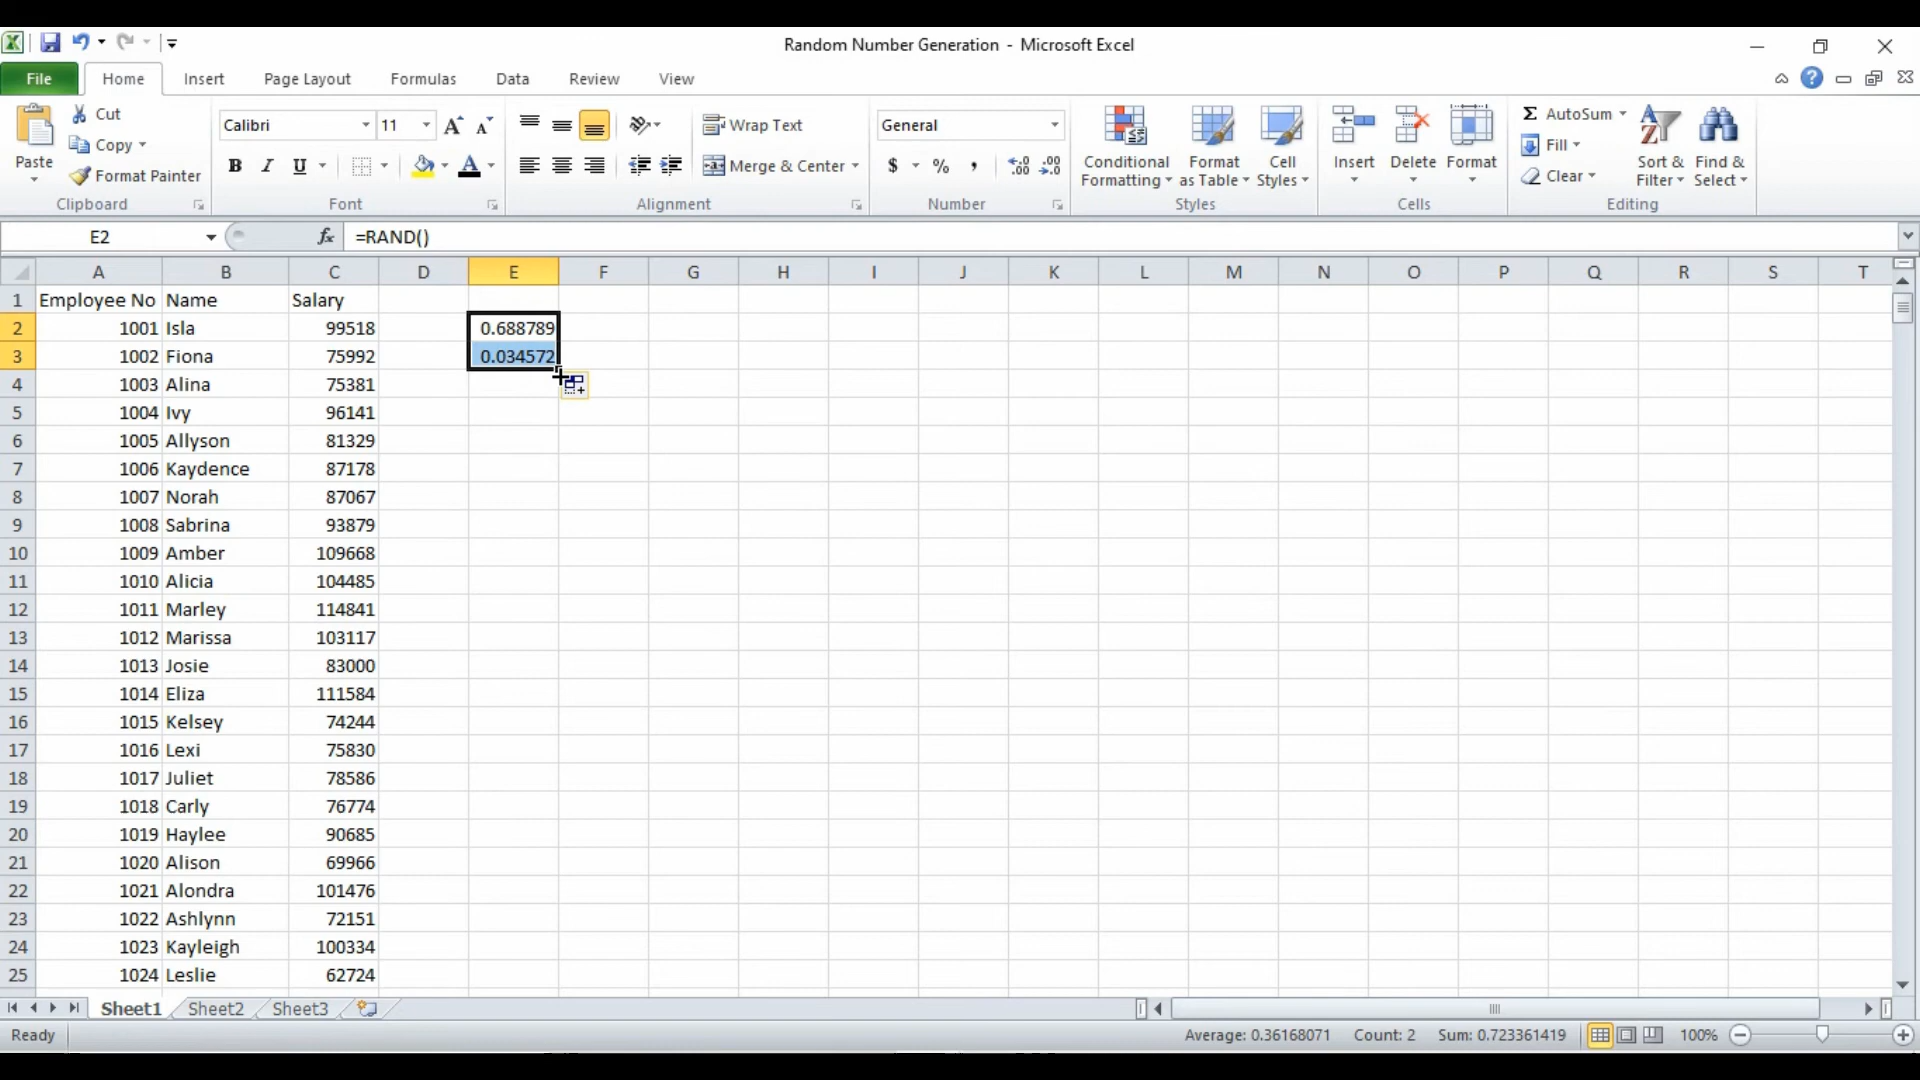 Random Number Generation - Microsoft Excel
File Home Insert Page Layout Formulas Data Review View
Paste Cut Copy Format Painter Clipboard
Calibri 11 B I U A Font
Wrap Text Merge & Center Alignment
General $ % , Number
Conditional Formatting Format as Table Cell Styles Styles
Insert Delete Format Cells
Σ AutoSum Fill Clear Sort & Filter Find & Select Editing
E2 fx =RAND()
A B C D E F G H I J K L M N O P Q R S T
1 Employee No Name Salary
2 1001 Isla 99518 0.688789
3 1002 Fiona 75992 0.034572
4 1003 Alina 75381
5 1004 Ivy 96141
6 1005 Allyson 81329
7 1006 Kaydence 87178
8 1007 Norah 87067
9 1008 Sabrina 93879
10 1009 Amber 109668
11 1010 Alicia 104485
12 1011 Marley 114841
13 1012 Marissa 103117
14 1013 Josie 83000
15 1014 Eliza 111584
16 1015 Kelsey 74244
17 1016 Lexi 75830
18 1017 Juliet 78586
19 1018 Carly 76774
20 1019 Haylee 90685
21 1020 Alison 69966
22 1021 Alondra 101476
23 1022 Ashlynn 72151
24 1023 Kayleigh 100334
25 1024 Leslie 62724
Sheet1 Sheet2 Sheet3
Ready Average: 0.36168071 Count: 2 Sum: 0.723361419 100%